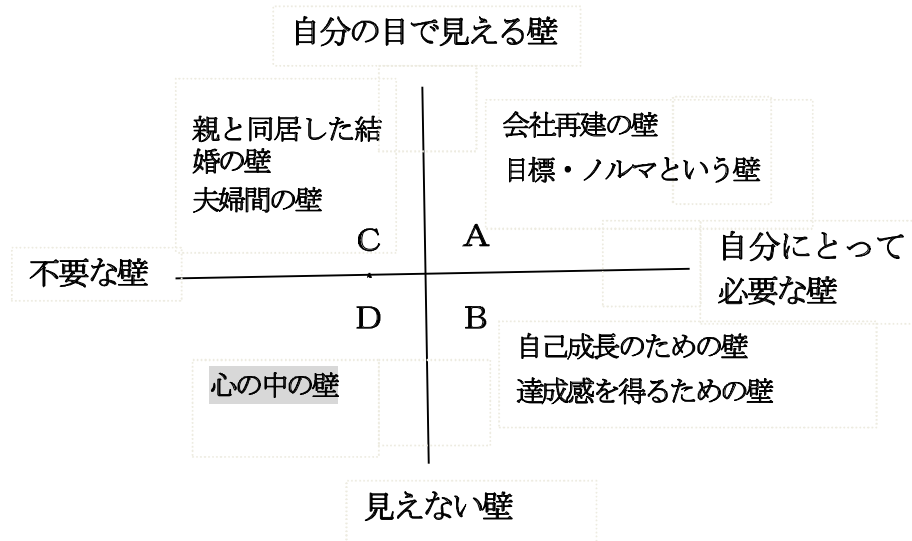 自分の目で見える壁
親と同居した結
婚の壁
夫婦間の壁
会社再建の壁
目標・ノルマという壁
C
A
不要な壁
自分にとって
必要な壁
D
B
心の中の壁
自己成長のための壁
達成感を得るための壁
見えない壁